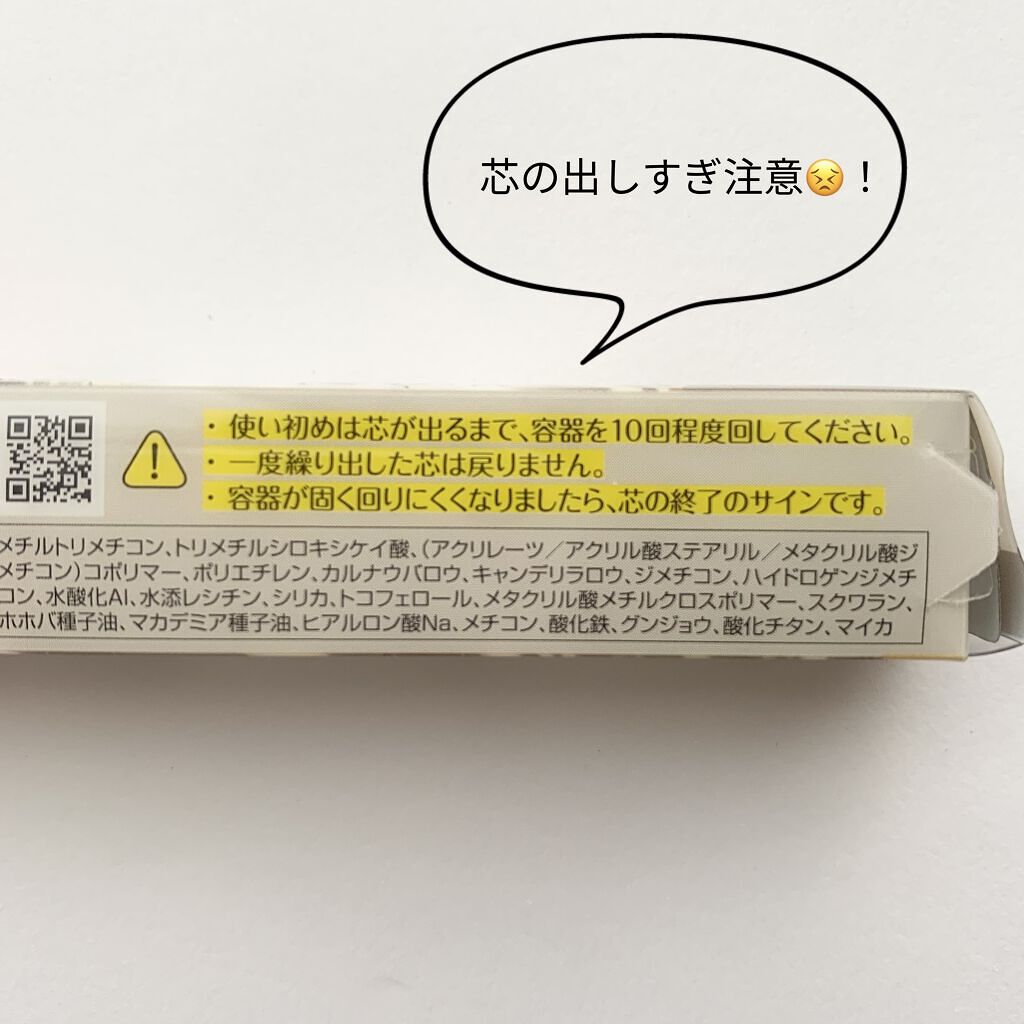 芯の出しすぎ注意😣！
・使い初めは芯が出るまで、容器を10回程度回してください。
・一度繰り出した芯は戻りません。
・容器が固く回りにくくなりましたら、芯の終了のサインです。
メチルトリメチコン、トリメチルシロキシケイ酸、（アクリレーツ／アクリル酸ステアリル／メタクリル酸ジ
メチコン）コポリマー、ポリエチレン、カルナウバロウ、キャンデリラロウ、ジメチコン、ハイドロゲンジメチ
コン、水酸化Al、水添レシチン、シリカ、トコフェロール、メタクリル酸メチルクロスポリマー、スクワラン、
ホホバ種子油、マカデミア種子油、ヒアルロン酸Na、メチコン、酸化鉄、グンジョウ、酸化チタン、マイカ